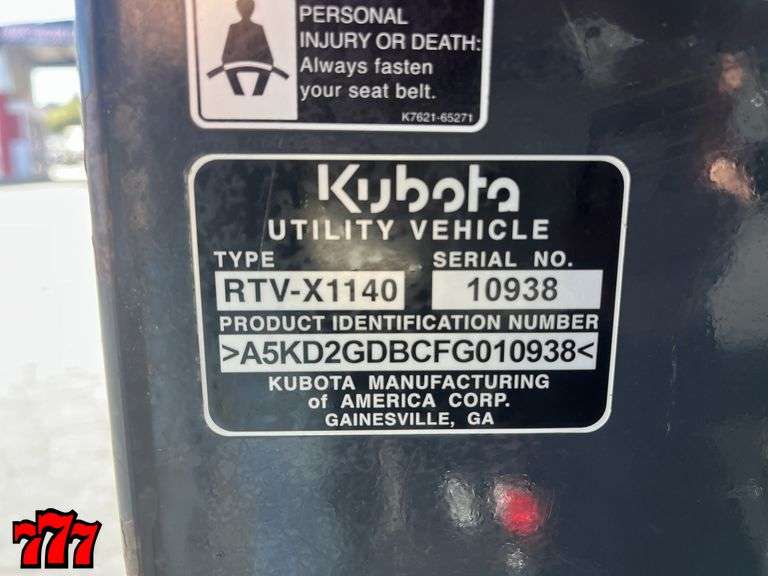 PERSONAL
INJURY OR DEATH:
Always fasten
your seat belt.
K7621-65271
Kubota
UTILITY VEHICLE
TYPE SERIAL NO.
RTV-X1140 10938
PRODUCT IDENTIFICATION NUMBER
>A5KD2GDBCFG010938<
KUBOTA MANUFACTURING
of AMERICA CORP.
GAINESVILLE, GA
777